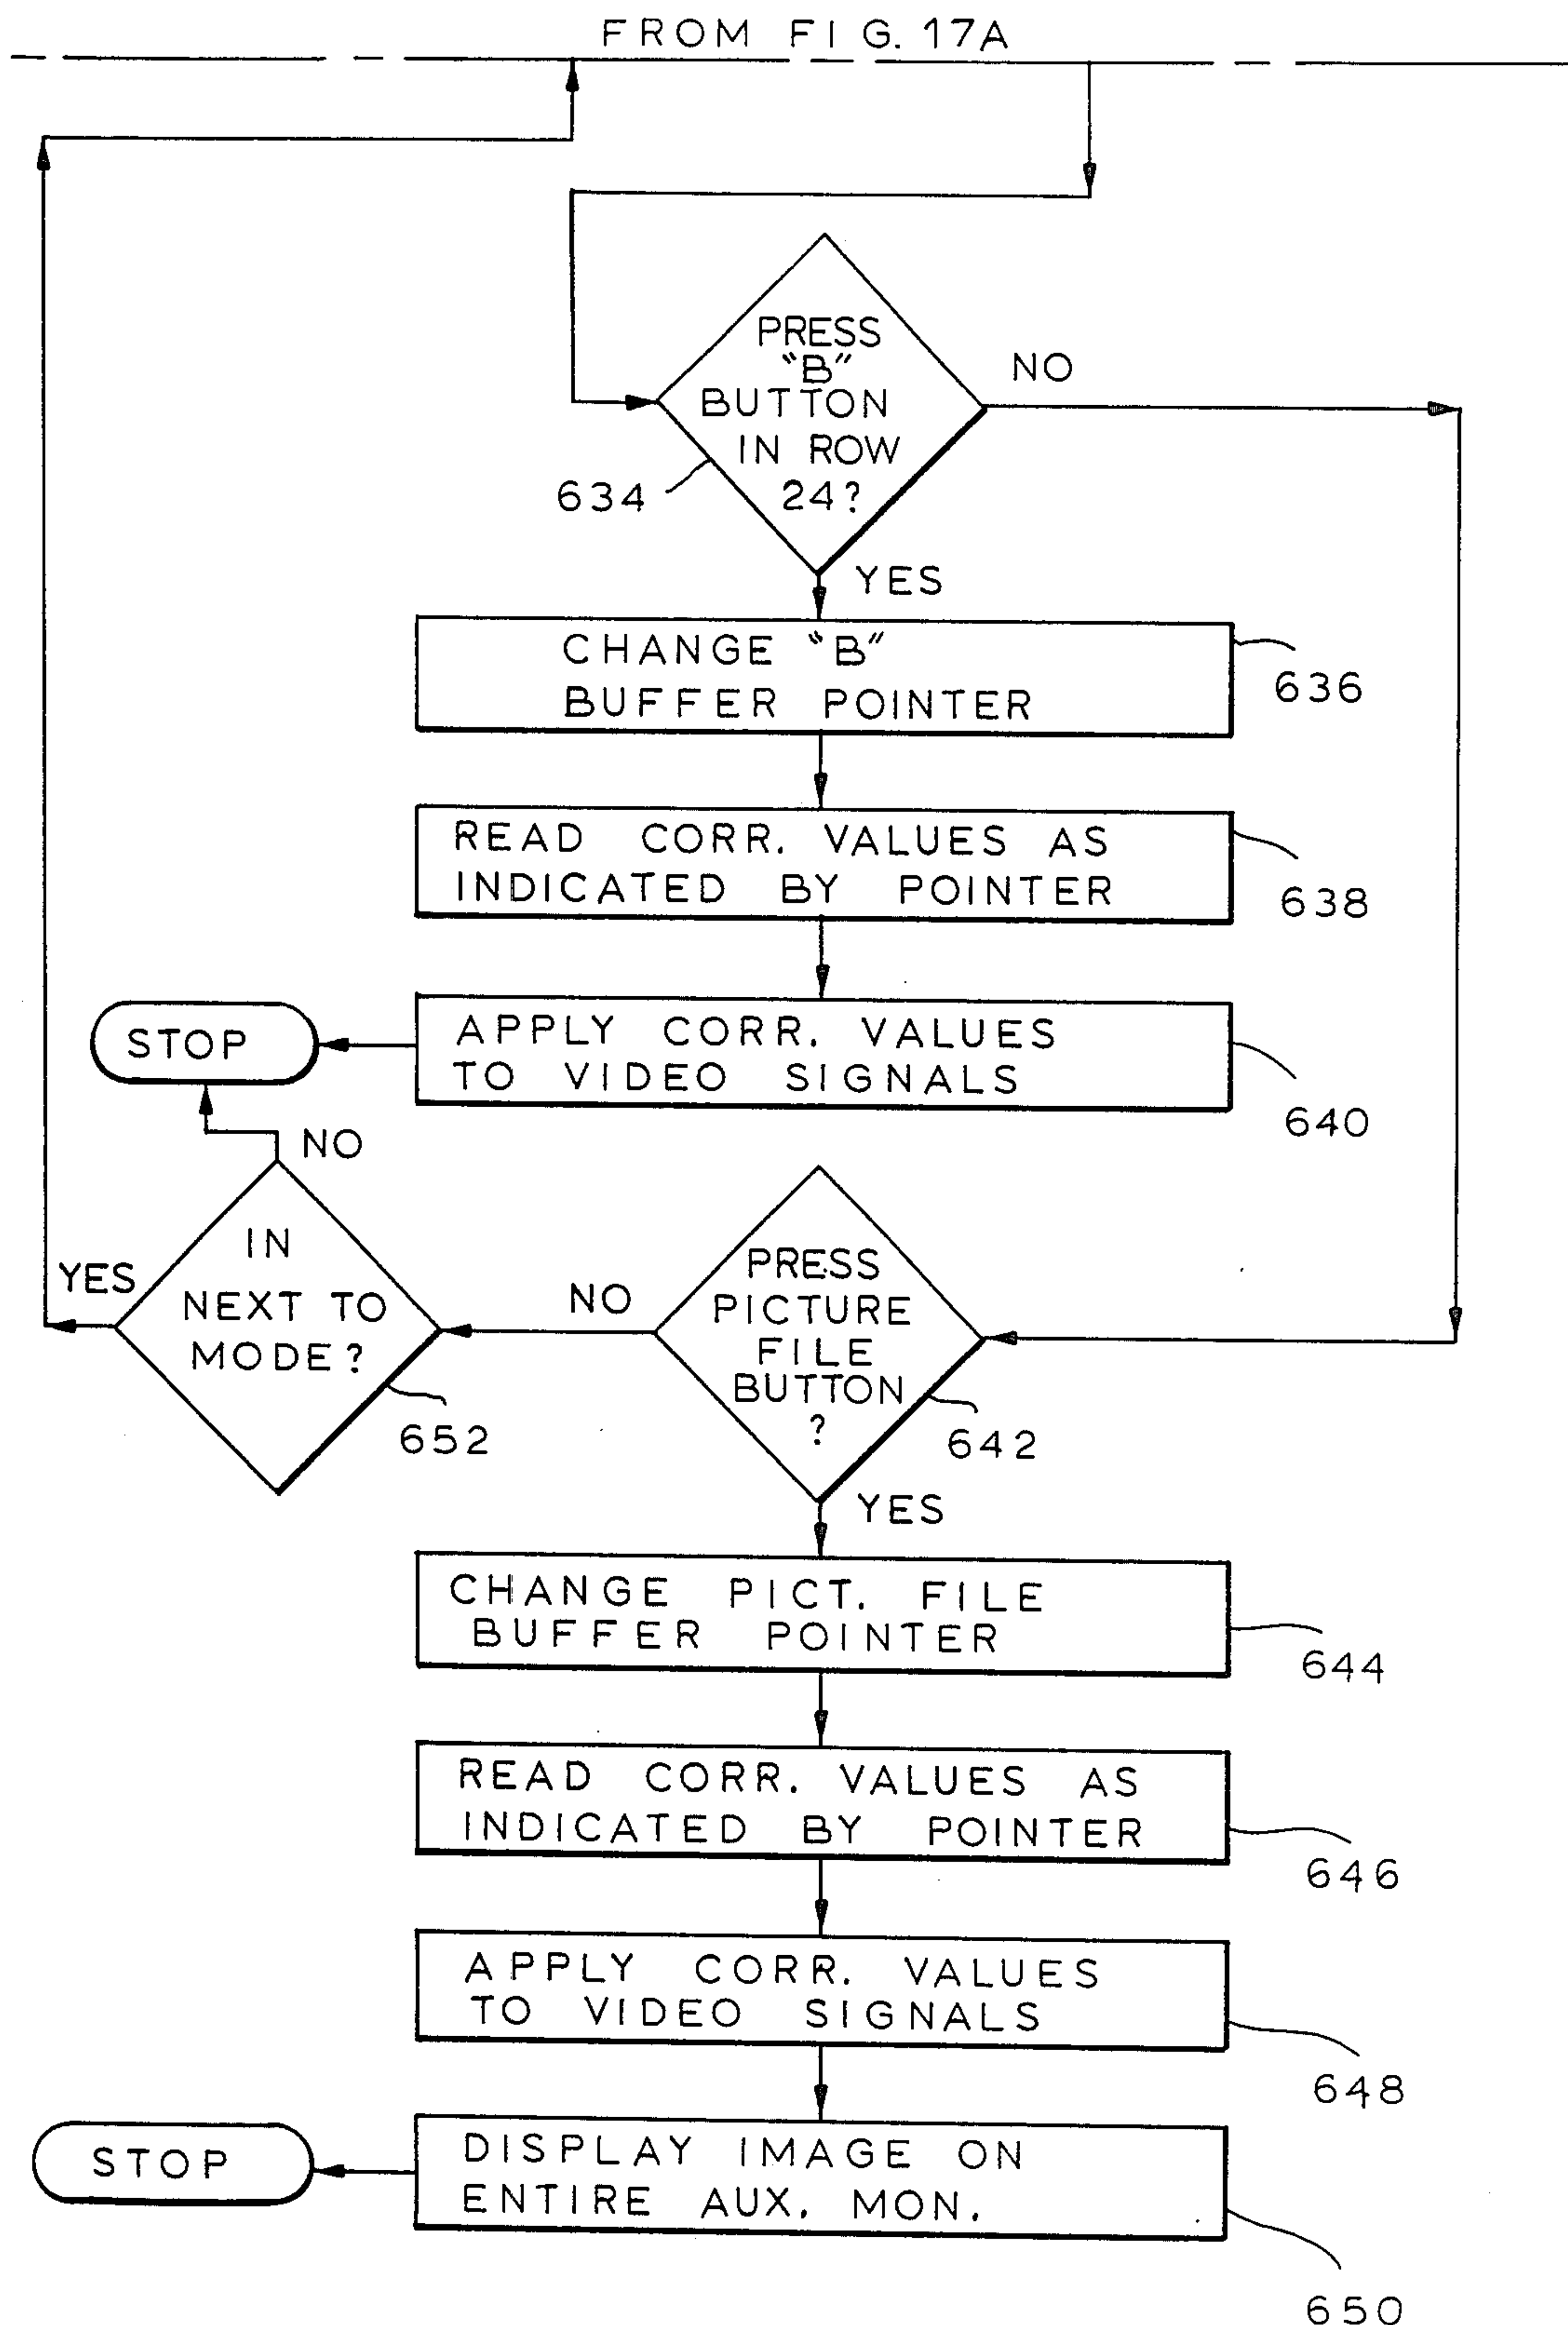 FROM FIG. 17A
PRESS
"B"
BUTTON
IN ROW
24?
NO
634
YES
CHANGE "B"
BUFFER POINTER
636
READ CORR. VALUES AS
INDICATED BY POINTER
638
APPLY CORR. VALUES
TO VIDEO SIGNALS
640
STOP
NO
IN
NEXT TO
MODE?
YES
652
NO
PRESS
PICTURE
FILE
BUTTON
?
642
YES
CHANGE PICT. FILE
BUFFER POINTER
644
READ CORR. VALUES AS
INDICATED BY POINTER
646
APPLY CORR. VALUES
TO VIDEO SIGNALS
648
DISPLAY IMAGE ON
ENTIRE AUX. MON.
650
STOP